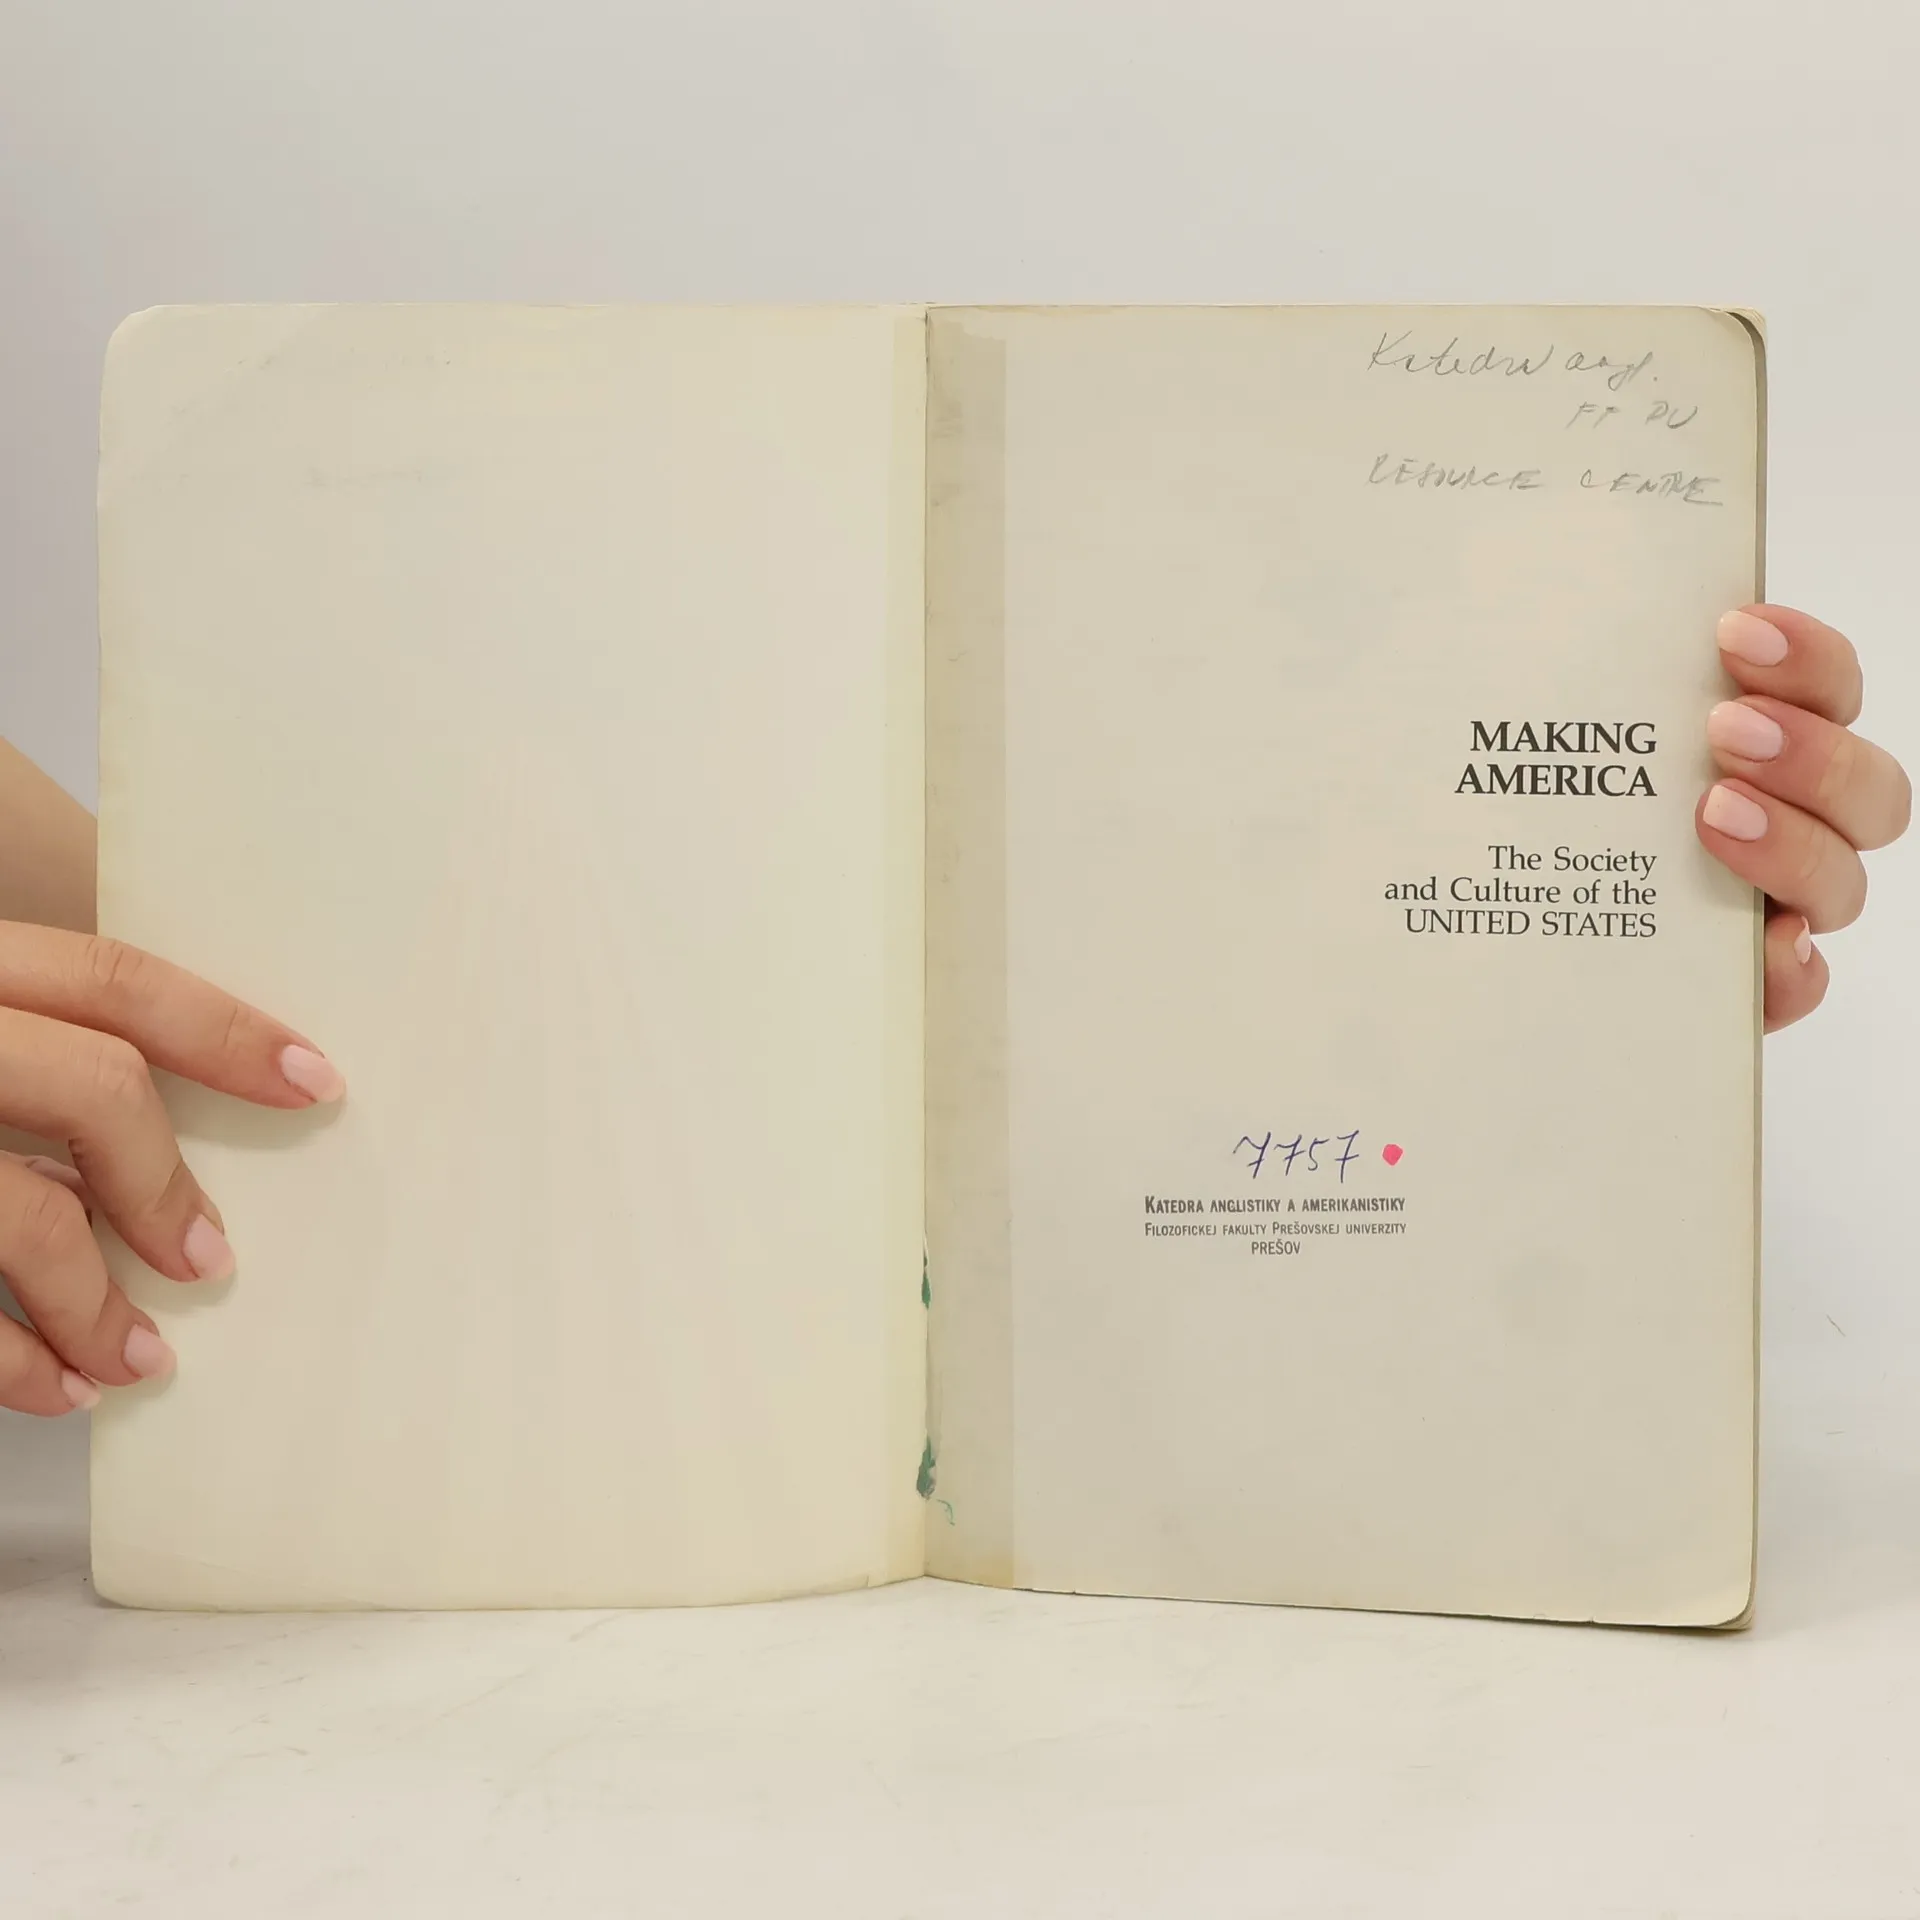 Katedra angl.
FF PU
RESOURCE CENTRE
MAKING
AMERICA
The Society
and Culture of the
UNITED STATES
7757
KATEDRA ANGLISTIKY A AMERIKANISTIKY
FILOZOFICKEJ FAKULTY PREŠOVSKEJ UNIVERZITY
PREŠOV